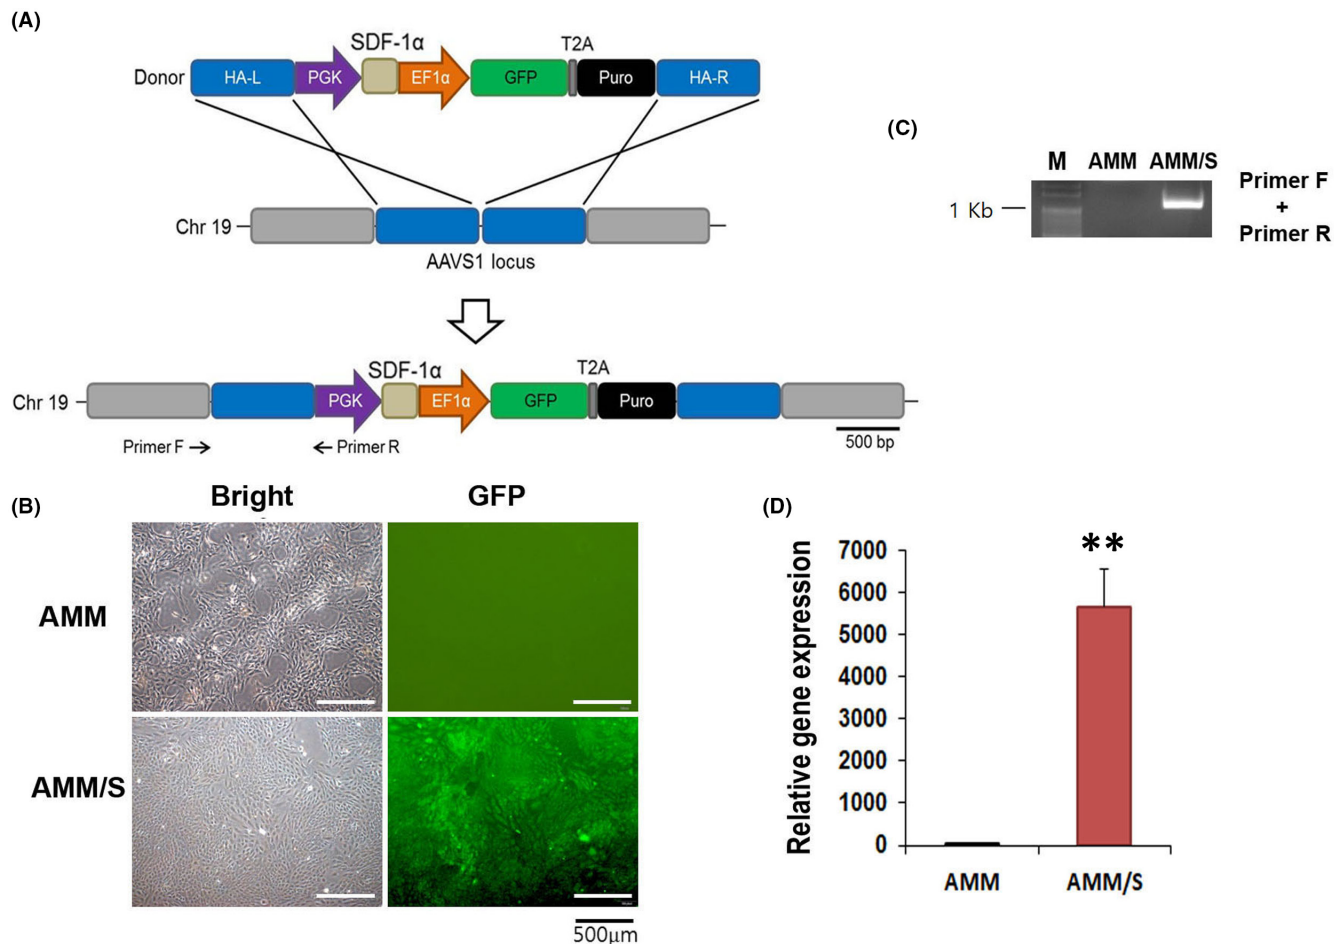 (A)
SDF-1α
T2A
Donor
HA-L
PGK
EF1α
GFP
Puro
HA-R
Chr 19
AAVS1 locus
SDF-1α
T2A
Chr 19
PGK
EF1α
GFP
Puro
Primer F
Primer R
500 bp
(B)
Bright
GFP
AMM
AMM/S
500μm
(C)
M
AMM
AMM/S
1 Kb
Primer F
+
Primer R
(D)
Relative gene expression
7000
6000
5000
4000
3000
2000
1000
0
**
AMM
AMM/S